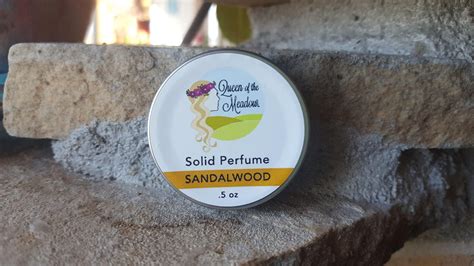 Queen of the
Meadow
Solid Perfume
SANDALWOOD
.5 oz